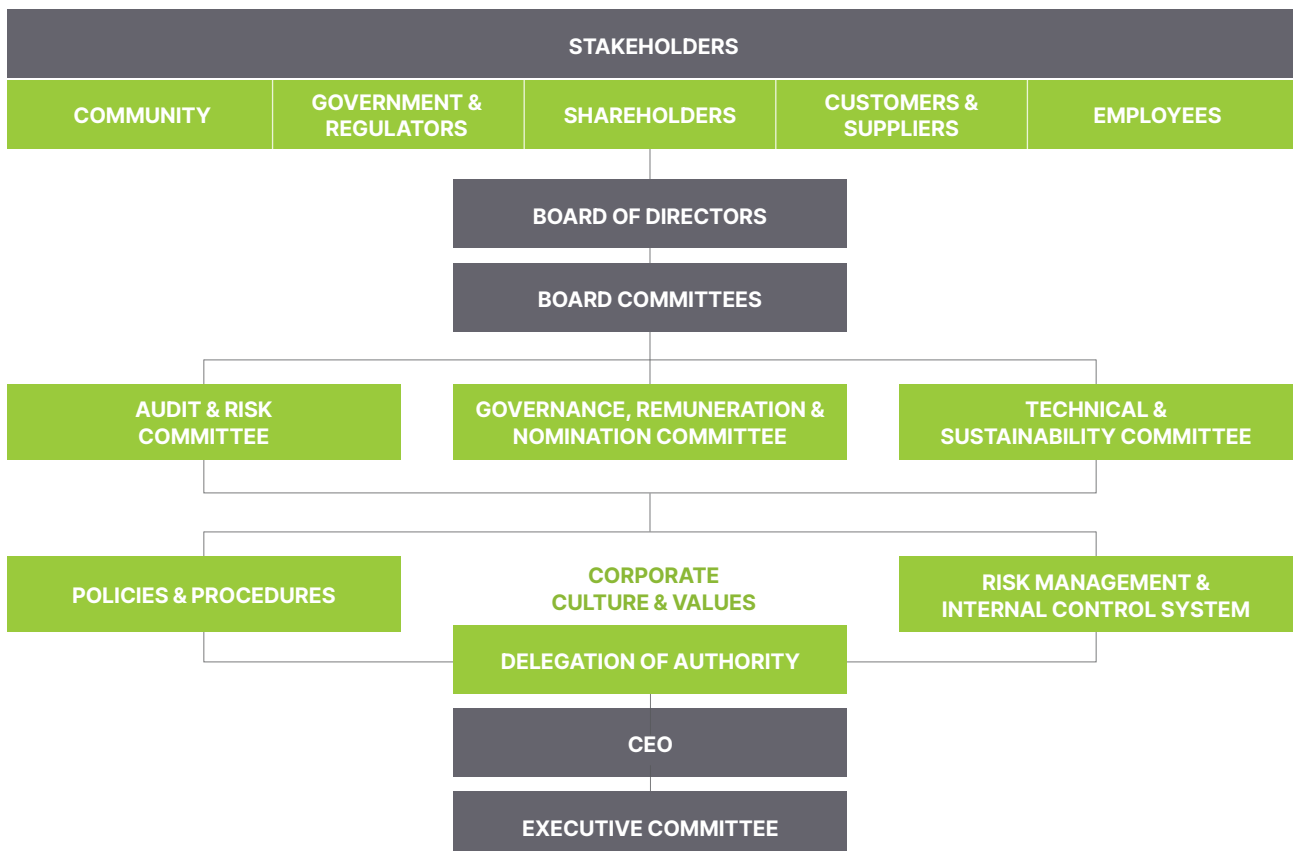 STAKEHOLDERS
COMMUNITY
GOVERNMENT &
REGULATORS
SHAREHOLDERS
CUSTOMERS &
SUPPLIERS
EMPLOYEES
BOARD OF DIRECTORS
BOARD COMMITTEES
AUDIT & RISK
COMMITTEE
GOVERNANCE, REMUNERATION &
NOMINATION COMMITTEE
TECHNICAL &
SUSTAINABILITY COMMITTEE
POLICIES & PROCEDURES
CORPORATE
CULTURE & VALUES
RISK MANAGEMENT &
INTERNAL CONTROL SYSTEM
DELEGATION OF AUTHORITY
CEO
EXECUTIVE COMMITTEE